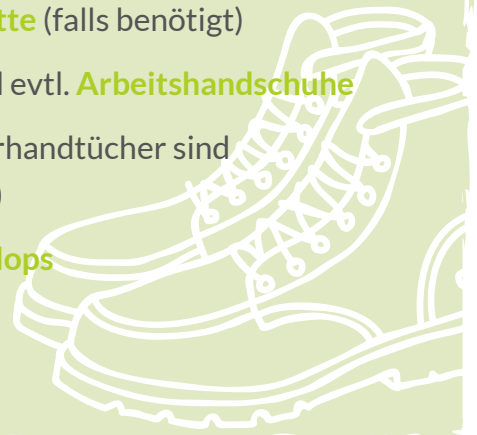 tte (falls benötigt)
l evtl. Arbeitshandschuhe
rhandtücher sind
)
lops